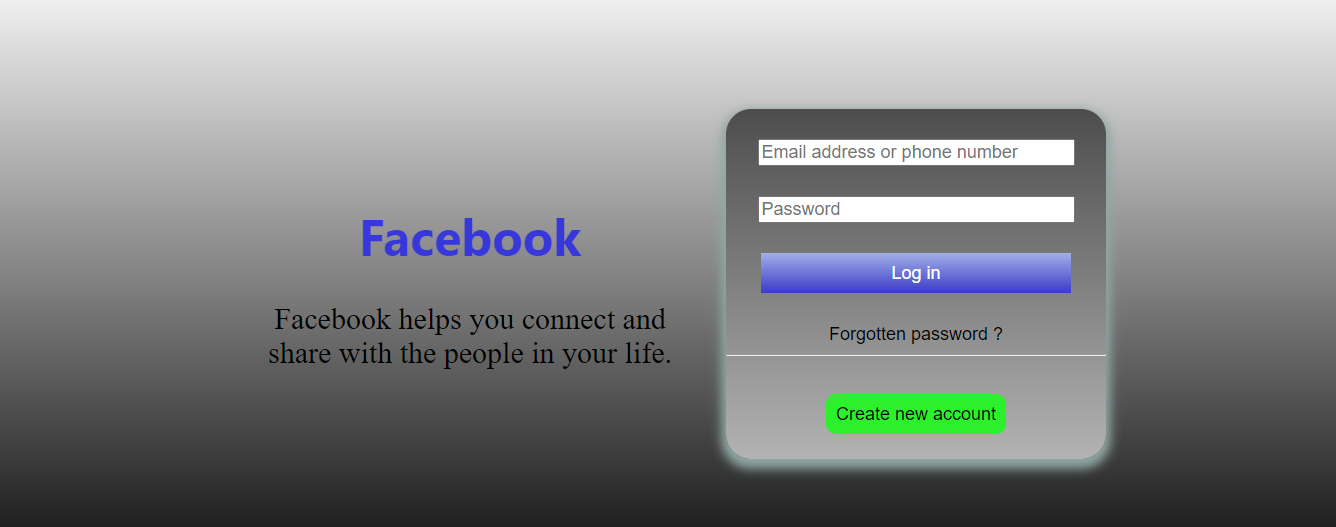 Facebook
Facebook helps you connect and
share with the people in your life.
Email address or phone number
Password
Log in
Forgotten password ?
Create new account